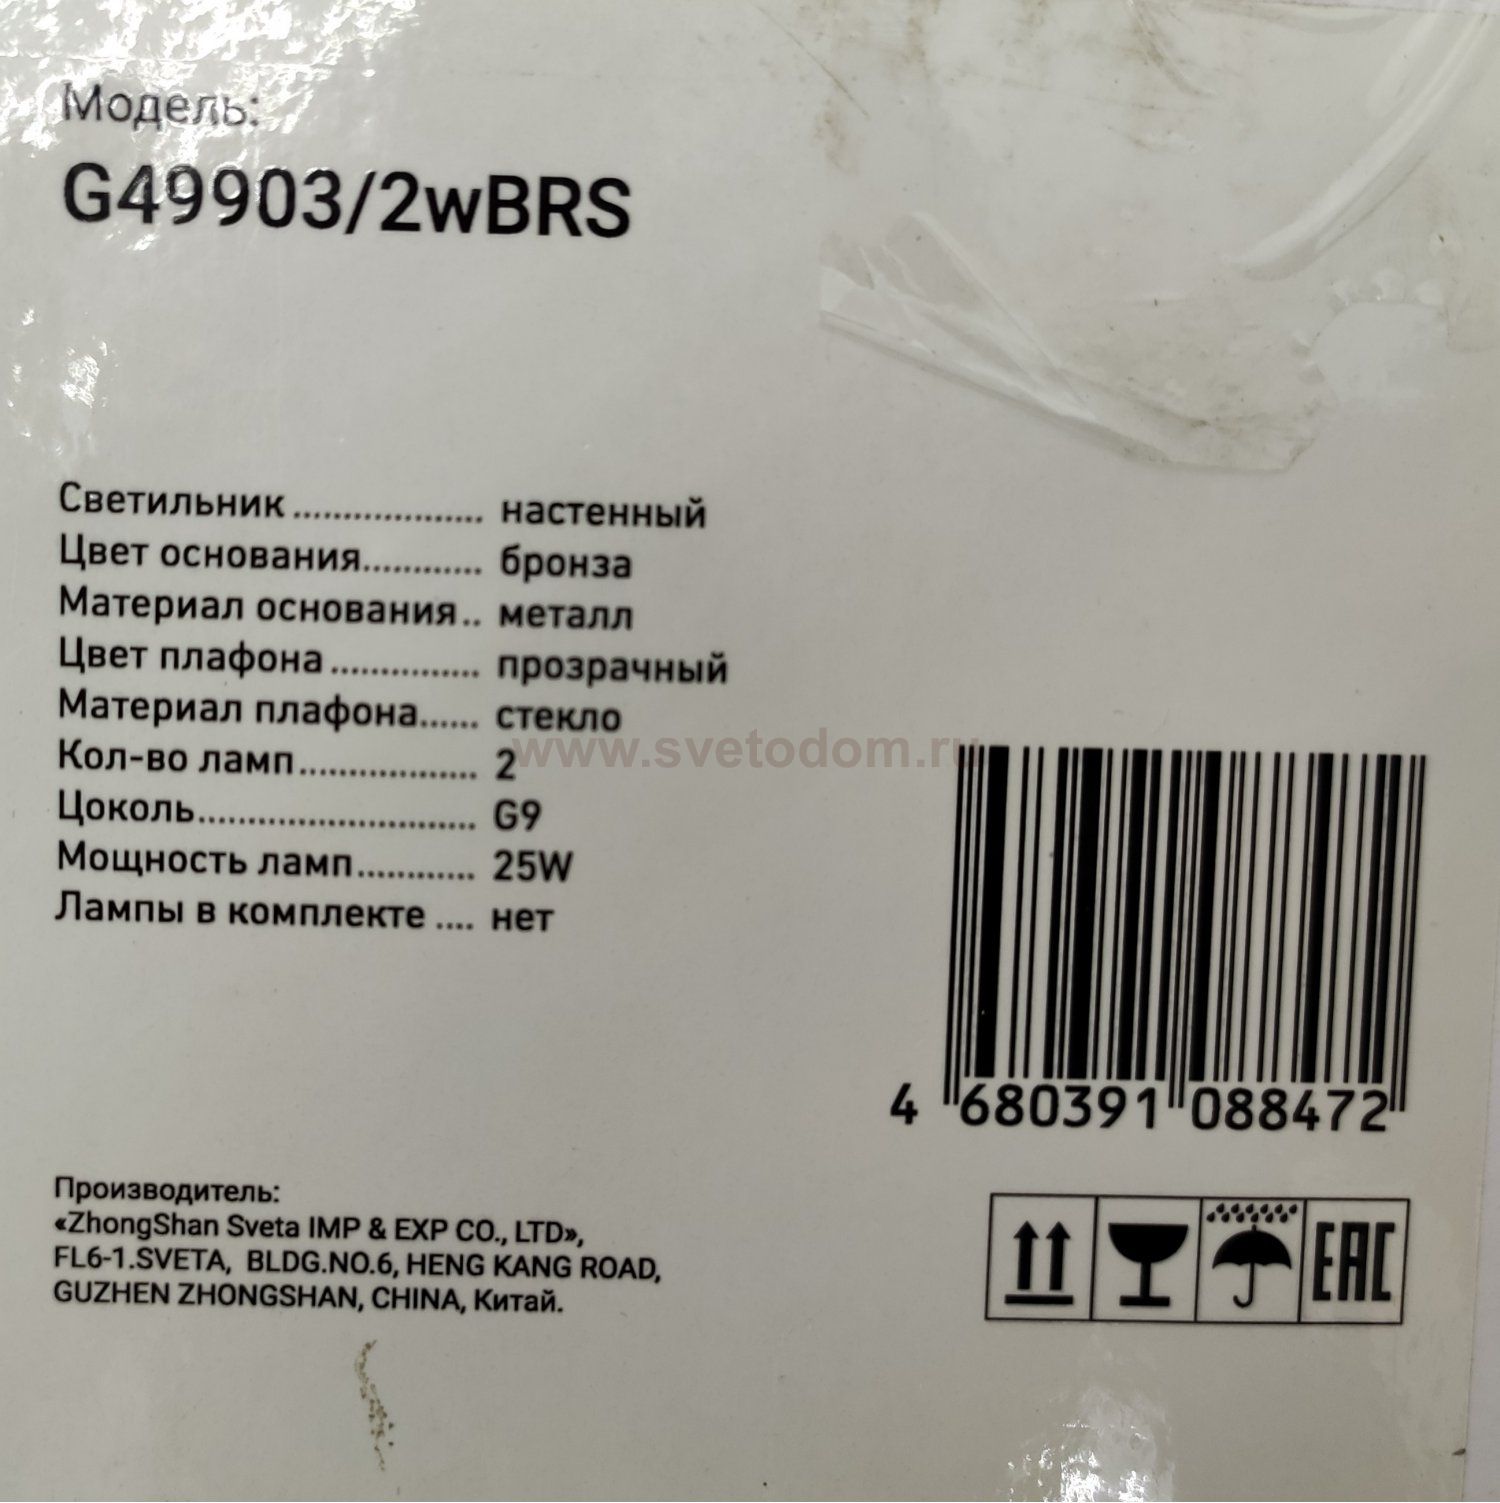 Модель:
G49903/2wBRS
Светильник ................... настенный
Цвет основания............ бронза
Материал основания.. металл
Цвет плафона ............... прозрачный
Материал плафона...... стекло
Кол-во ламп.................. 2
Цоколь............................ G9
Мощность ламп............ 25W
Лампы в комплекте .... нет
www.svetodom.ru
4 680391 088472
Производитель:
«ZhongShan Sveta IMP & EXP CO., LTD»,
FL6-1.SVETA, BLDG.NO.6, HENG KANG ROAD,
GUZHEN ZHONGSHAN, CHINA, Китай.
EAC